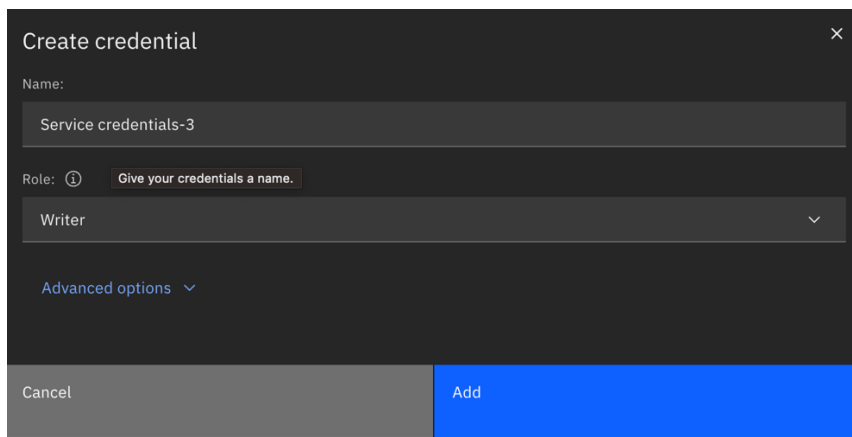 Create credential
Name:
Service credentials-3
Role:
Give your credentials a name.
Writer
Advanced options
Cancel
Add